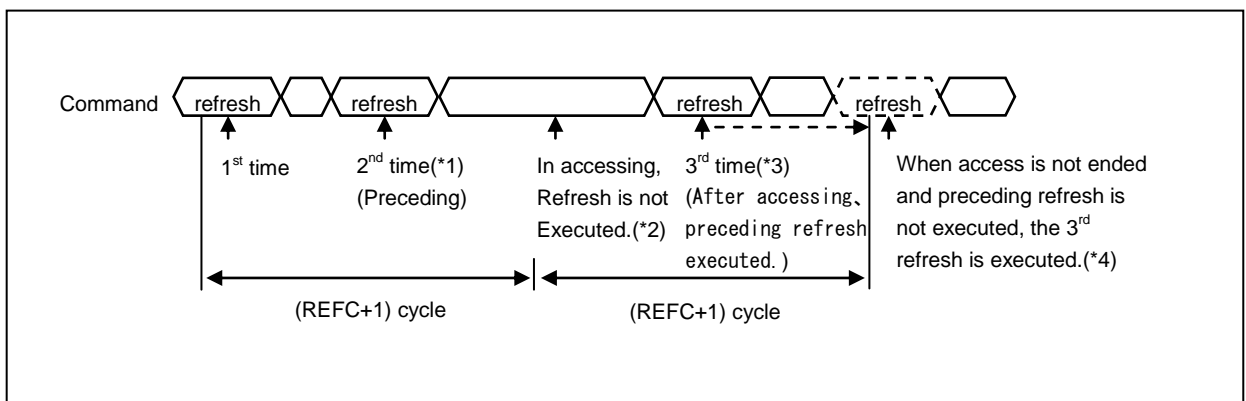 Command refresh refresh refresh refresh
1st time
2nd time(*1)
(Preceding)
In accessing,
Refresh is not
Executed.(*2)
3rd time(*3)
(After accessing、
preceding refresh
executed.)
When access is not ended
and preceding refresh is
not executed, the 3rd
refresh is executed.(*4)
(REFC+1) cycle (REFC+1) cycle